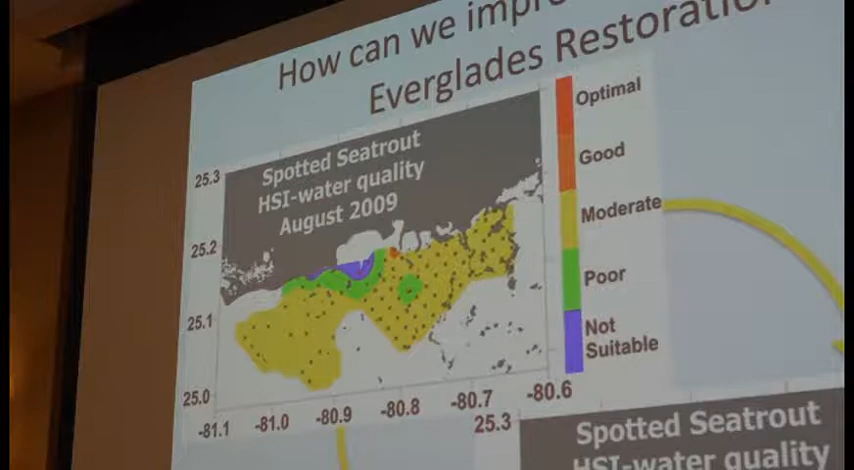 How can we
Everglades
Optimal
Good
Moderate
Poor
Not
Suitable
Spotted Seatrout
HSI-water quality
August 2009
25.3
25.2
25.1
25.0
-81.1
-81.0
-80.9
-80.8
-80.7
-80.6
25.3
Spotted Seatrout
HSI-water quality